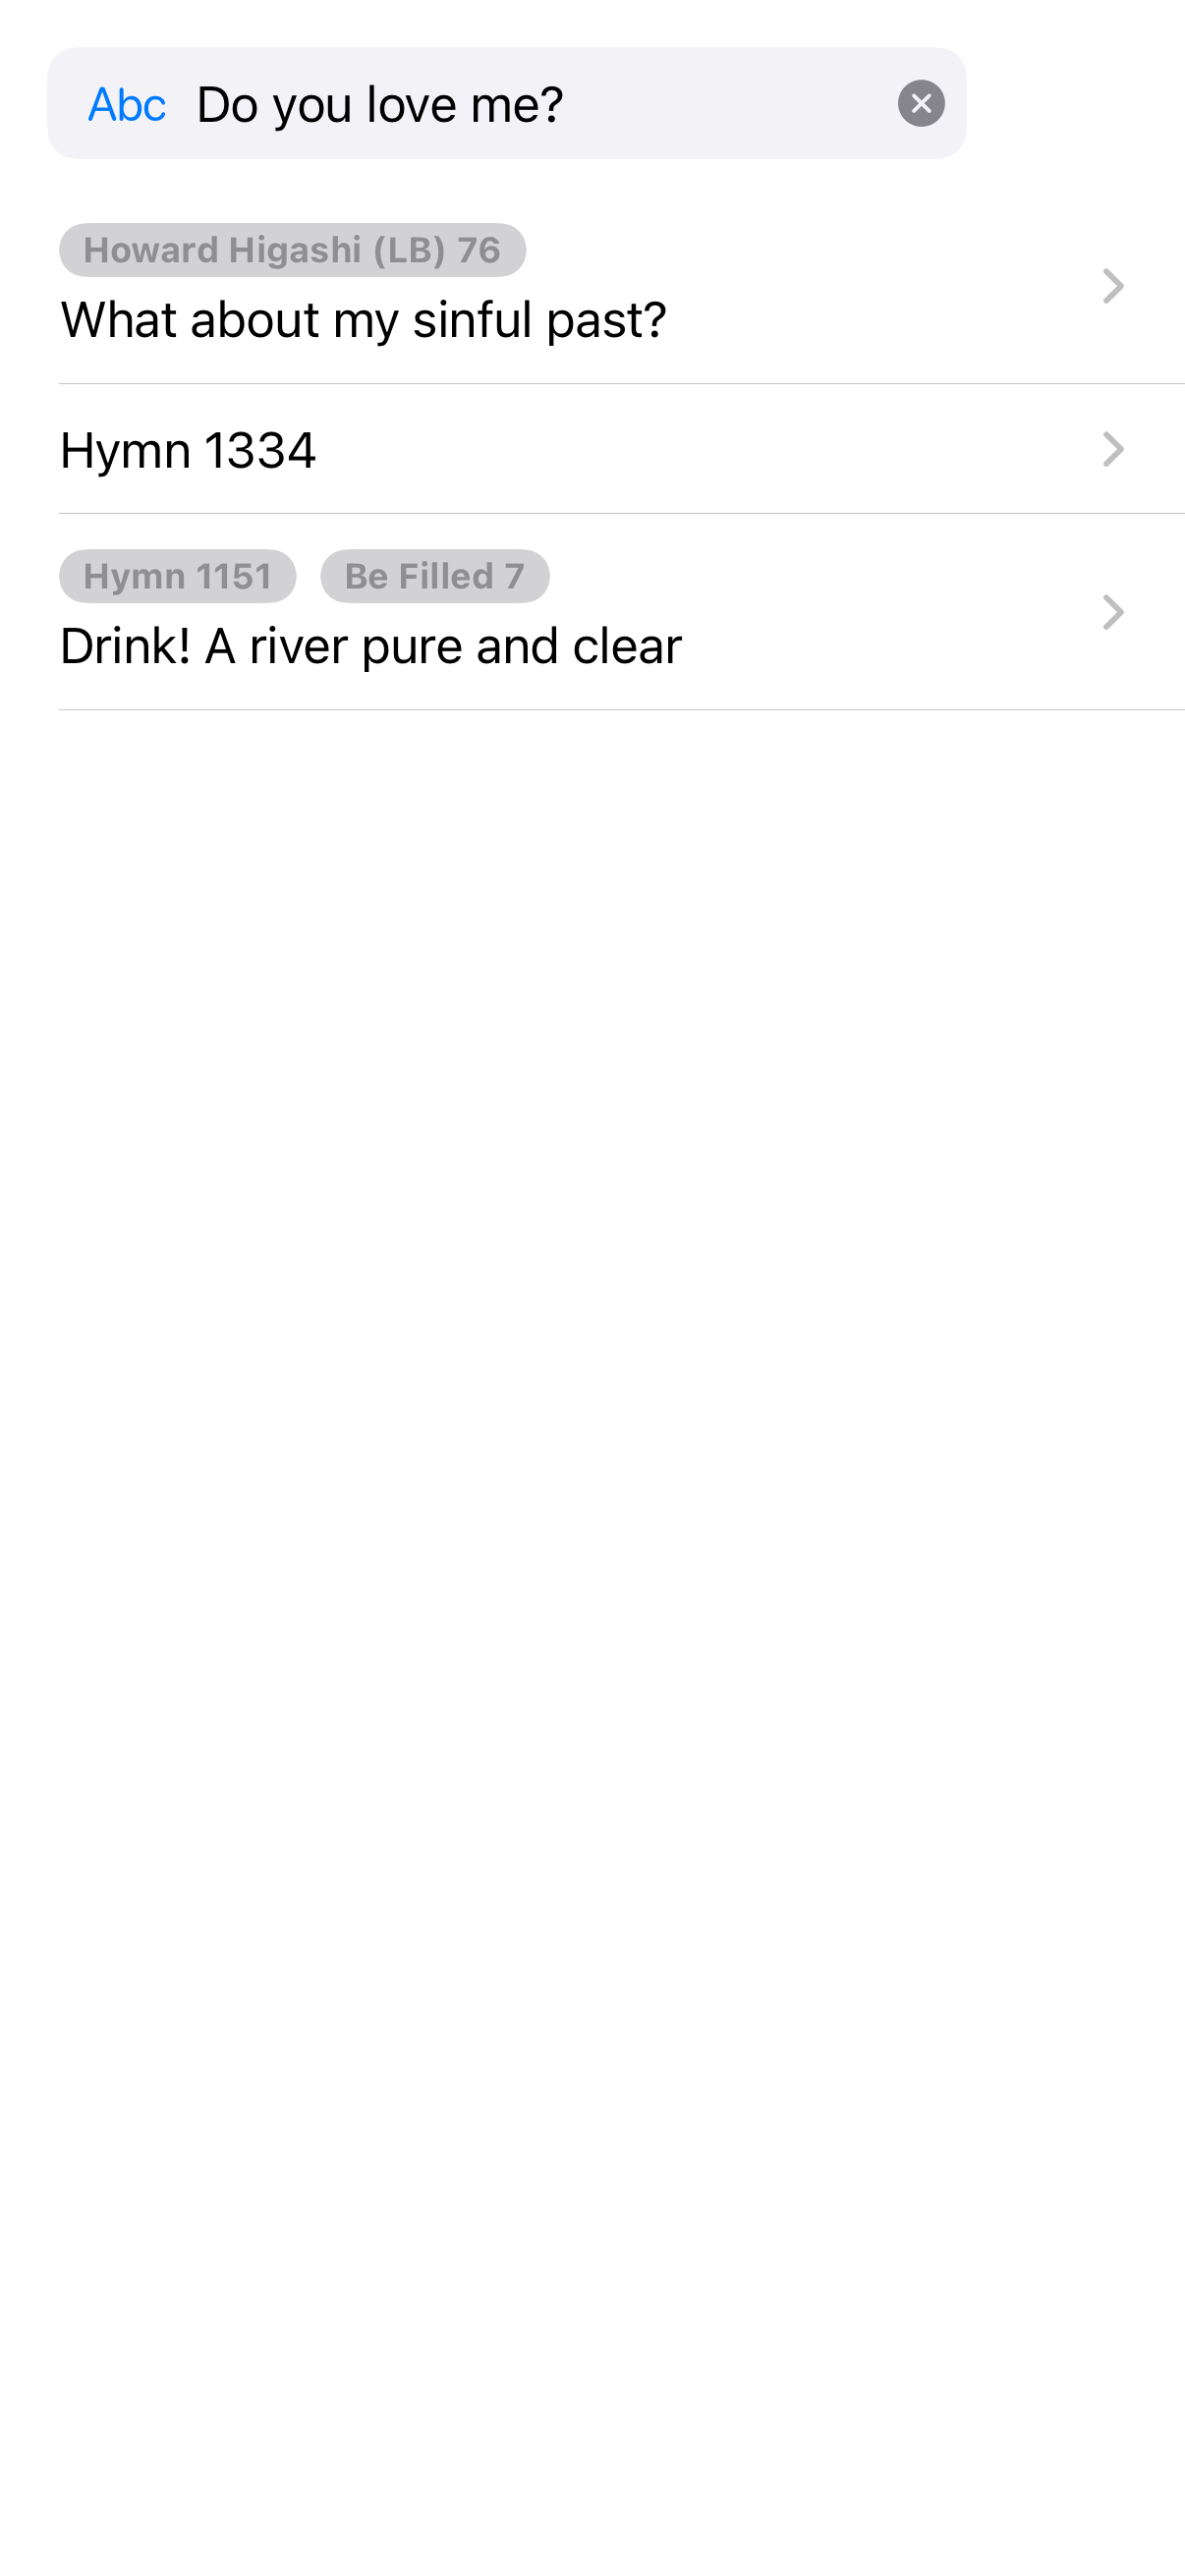 Abc Do you love me?
Howard Higashi (LB) 76
What about my sinful past?
Hymn 1334
Hymn 1151 Be Filled 7
Drink! A river pure and clear